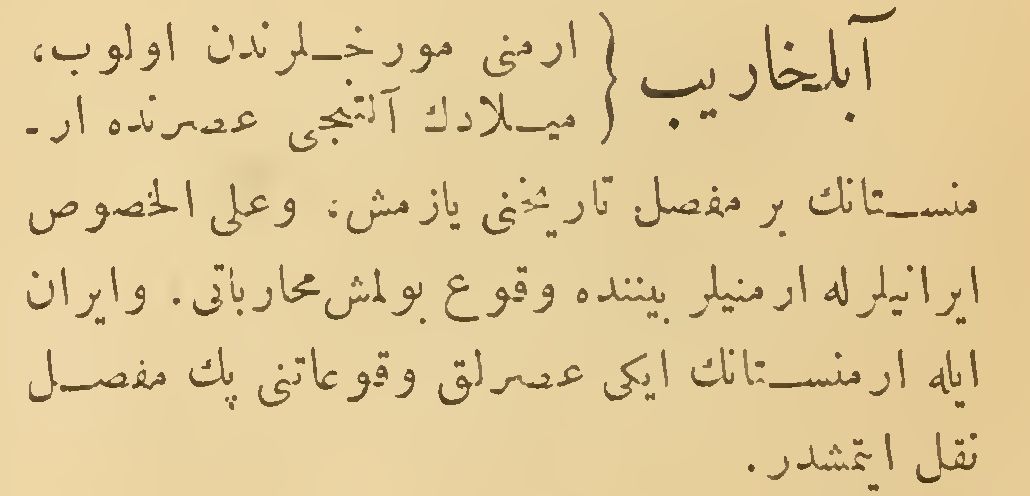 آبلخاریب { ارمنی مورخلرندن اولوب،
میلادك آلتنجی عصرنده ار-
منستانك بر مفصل تاریخنی یازمش، وعلی الخصوص
ایرانیلرله ارمنیلر بیننده وقوع بولمش محارباتی. وایران
ایله ارمنستانك ایكی عصرلق وقوعاتنی پك مفصل
نقل ایتمشدر.